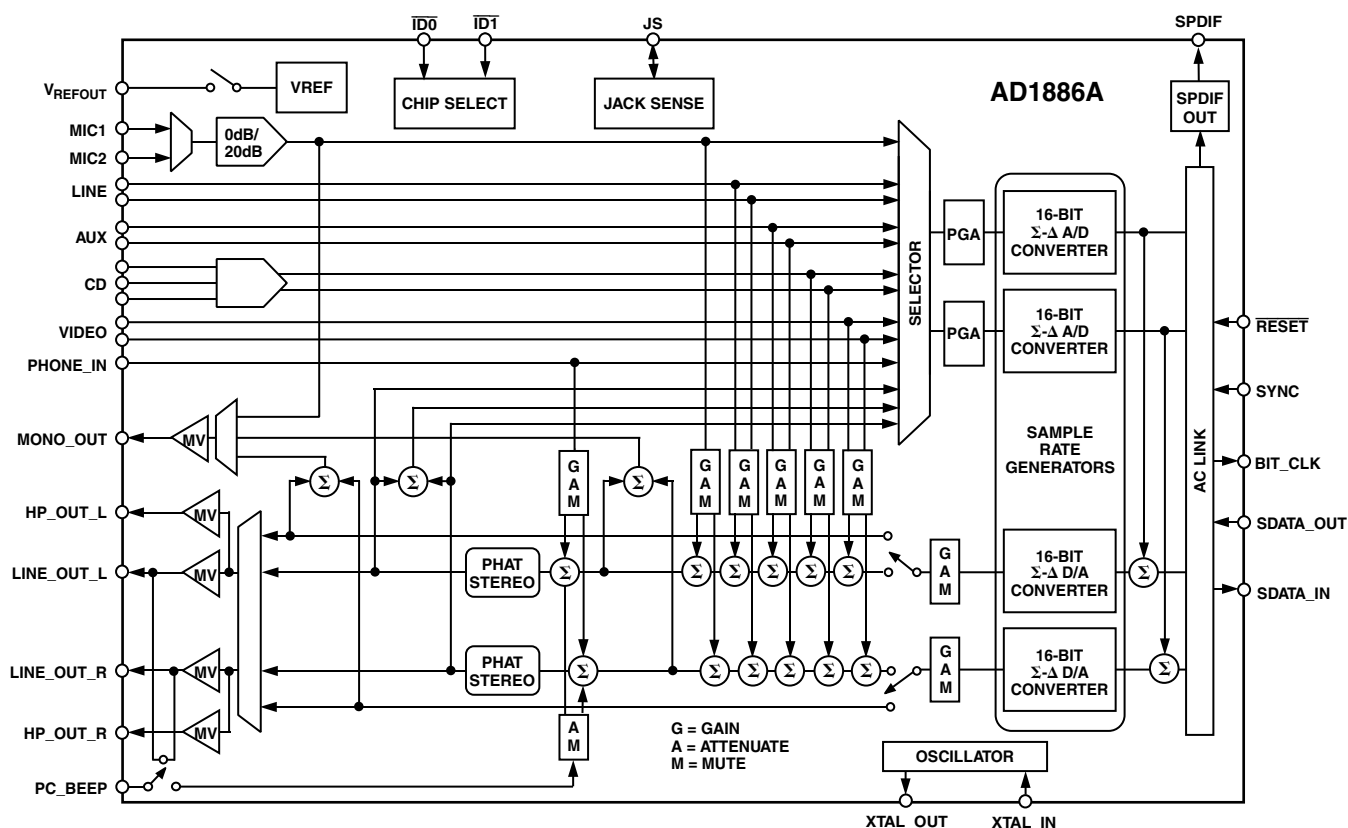 ID0
ID1
JS
SPDIF
VREFOUT
VREF
CHIP SELECT
JACK SENSE
AD1886A
SPDIF
OUT
MIC1
MIC2
0dB/
20dB
LINE
AUX
CD
VIDEO
PHONE_IN
SELECTOR
PGA
16-BIT
Σ-Δ A/D
CONVERTER
PGA
16-BIT
Σ-Δ A/D
CONVERTER
SAMPLE
RATE
GENERATORS
AC LINK
RESET
SYNC
BIT_CLK
SDATA_OUT
SDATA_IN
MONO_OUT
MV
Σ
Σ
G
A
M
Σ
G
A
M
G
A
M
G
A
M
G
A
M
G
A
M
HP_OUT_L
MV
LINE_OUT_L
MV
PHAT
STEREO
Σ
Σ
Σ
Σ
Σ
Σ
G
A
M
16-BIT
Σ-Δ D/A
CONVERTER
Σ
LINE_OUT_R
MV
PHAT
STEREO
Σ
Σ
Σ
Σ
Σ
Σ
G
A
M
16-BIT
Σ-Δ D/A
CONVERTER
Σ
HP_OUT_R
MV
A
M
G = GAIN
A = ATTENUATE
M = MUTE
PC_BEEP
OSCILLATOR
XTAL_OUT
XTAL_IN